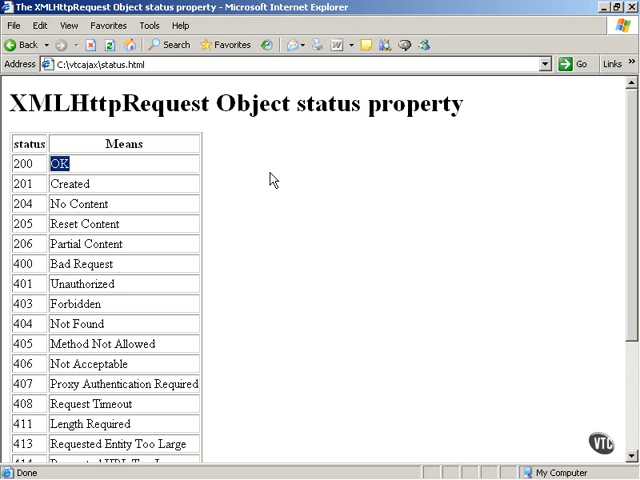 The XMLHttpRequest Object status property - Microsoft Internet Explorer
File Edit View Favorites Tools Help
Back Search Favorites
Address C:\vtcajax\status.html Go Links
XMLHttpRequest Object status property
status Means
200 OK
201 Created
204 No Content
205 Reset Content
206 Partial Content
400 Bad Request
401 Unauthorized
403 Forbidden
404 Not Found
405 Method Not Allowed
406 Not Acceptable
407 Proxy Authentication Required
408 Request Timeout
411 Length Required
413 Requested Entity Too Large
VTC
Done My Computer